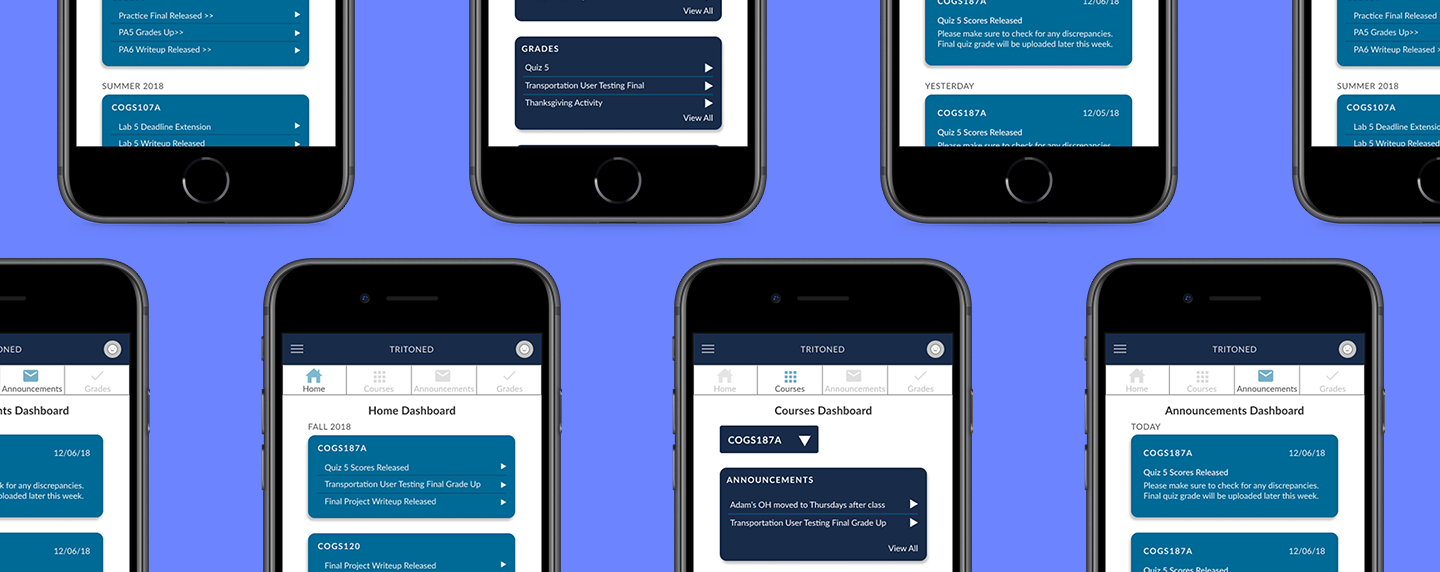 Practice Final Released >>
PA5 Grades Up>>
PA6 Writeup Released >>
SUMMER 2018
COGS107A
Lab 5 Deadline Extension
Lab 5 Writeup Released
View All
GRADES
Quiz 5
Transportation User Testing Final
Thanksgiving Activity
View All
COGS187A 12/06/18
Quiz 5 Scores Released
Please make sure to check for any discrepancies.
Final quiz grade will be uploaded later this week.
YESTERDAY
COGS187A 12/05/18
Quiz 5 Scores Released
Please make sure to check for any discrepancies.
Practice Final Released
PA5 Grades Up>>
PA6 Writeup Released >
SUMMER 2018
COGS107A
Lab 5 Deadline Extensio
Lab 5 Writeup Released
ONED
Announcements Grades
nts Dashboard
12/06/18
k for any discrepancies.
ploaded later this week.
12/06/18
TRITONED
Home Courses Announcements Grades
Home Dashboard
FALL 2018
COGS187A
Quiz 5 Scores Released
Transportation User Testing Final Grade Up
Final Project Writeup Released
COGS120
Final Project Writeup Released
TRITONED
Home Courses Announcements Grades
Courses Dashboard
COGS187A
ANNOUNCEMENTS
Adam's OH moved to Thursdays after class
Transportation User Testing Final Grade Up
View All
TRITONED
Home Courses Announcements Grades
Announcements Dashboard
TODAY
COGS187A 12/06/18
Quiz 5 Scores Released
Please make sure to check for any discrepancies.
Final quiz grade will be uploaded later this week.
COGS187A 12/06/18
Quiz 5 Scores Released